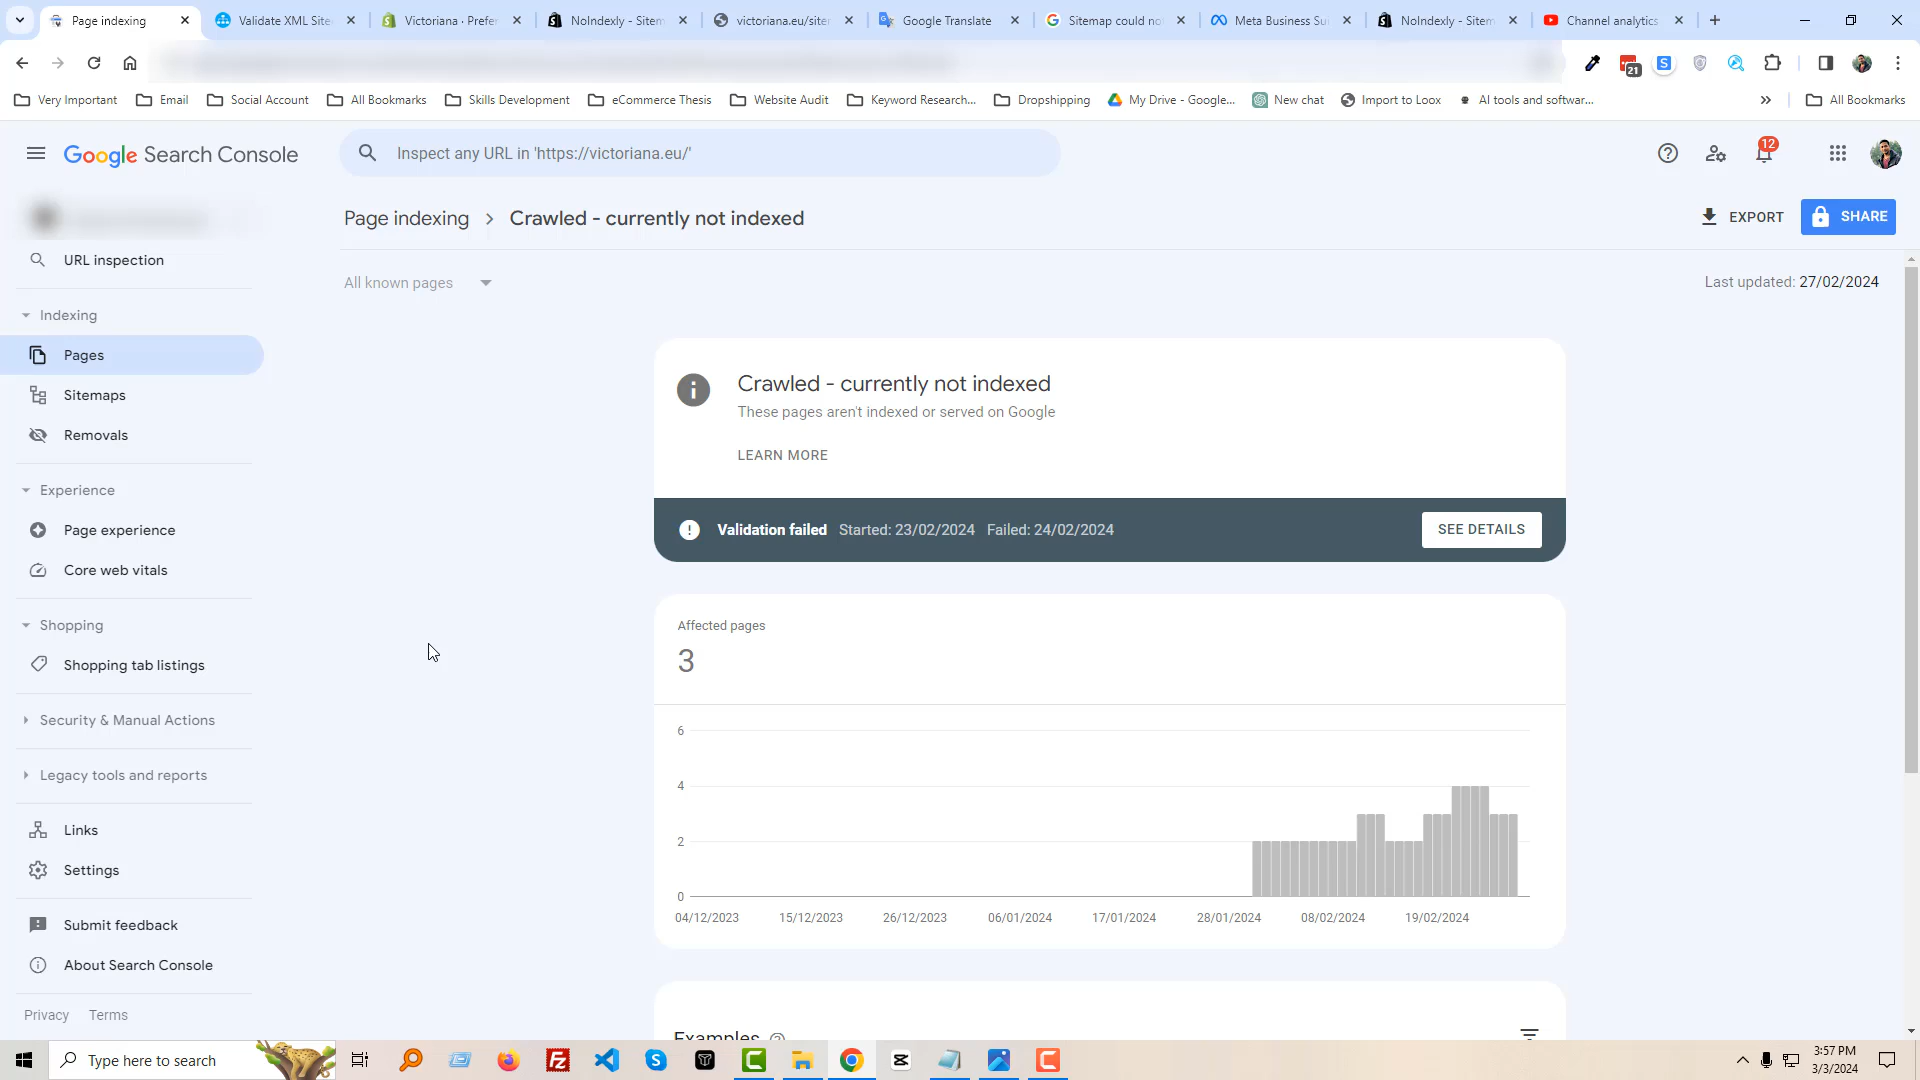 Page indexing
Validate XML Site
Victoriana · Prefer
NoIndexly - Sitem
victoriana.eu/site
Google Translate
Sitemap could no
Meta Business Su
NoIndexly - Sitem
Channel analytics
21
Very Important
Email
Social Account
All Bookmarks
Skills Development
eCommerce Thesis
Website Audit
Keyword Research...
Dropshipping
My Drive - Google...
New chat
Import to Loox
AI tools and softwar...
All Bookmarks
Google Search Console
Inspect any URL in 'https://victoriana.eu/'
12
Page indexing > Crawled - currently not indexed
EXPORT
SHARE
URL inspection
All known pages
Last updated: 27/02/2024
Indexing
Pages
Sitemaps
Removals
Experience
Page experience
Core web vitals
Shopping
Shopping tab listings
Security & Manual Actions
Legacy tools and reports
Links
Settings
Submit feedback
About Search Console
Privacy Terms
Crawled - currently not indexed
These pages aren't indexed or served on Google
LEARN MORE
Validation failed Started: 23/02/2024 Failed: 24/02/2024
SEE DETAILS
Affected pages
3
6
4
2
0
04/12/2023 15/12/2023 26/12/2023 06/01/2024 17/01/2024 28/01/2024 08/02/2024 19/02/2024
Examples
Type here to search
3:57 PM
3/3/2024